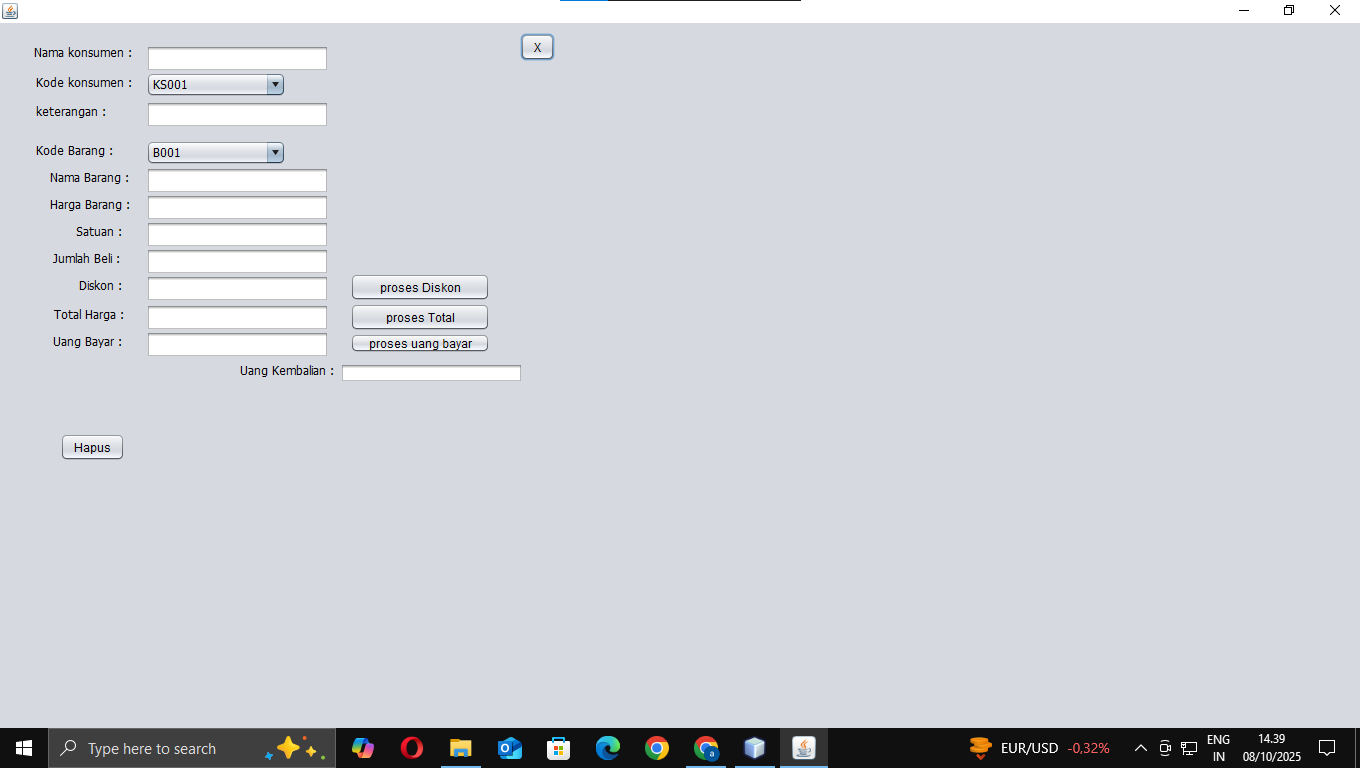 X
Nama konsumen :
Kode konsumen : KS001
keterangan :
Kode Barang : B001
Nama Barang :
Harga Barang :
Satuan :
Jumlah Beli :
Diskon : proses Diskon
Total Harga : proses Total
Uang Bayar : proses uang bayar
Uang Kembalian :
Hapus
Type here to search
EUR/USD -0,32%
ENG
IN
14.39
08/10/2025